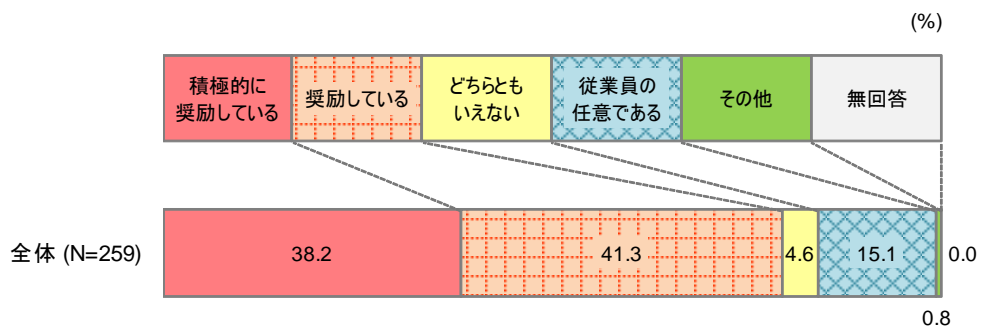 (%)
積極的に
奨励している
奨励している
どちらとも
いえない
従業員の
任意である
その他
無回答
全体 (N=259)
38.2
41.3
4.6
15.1
0.0
0.8